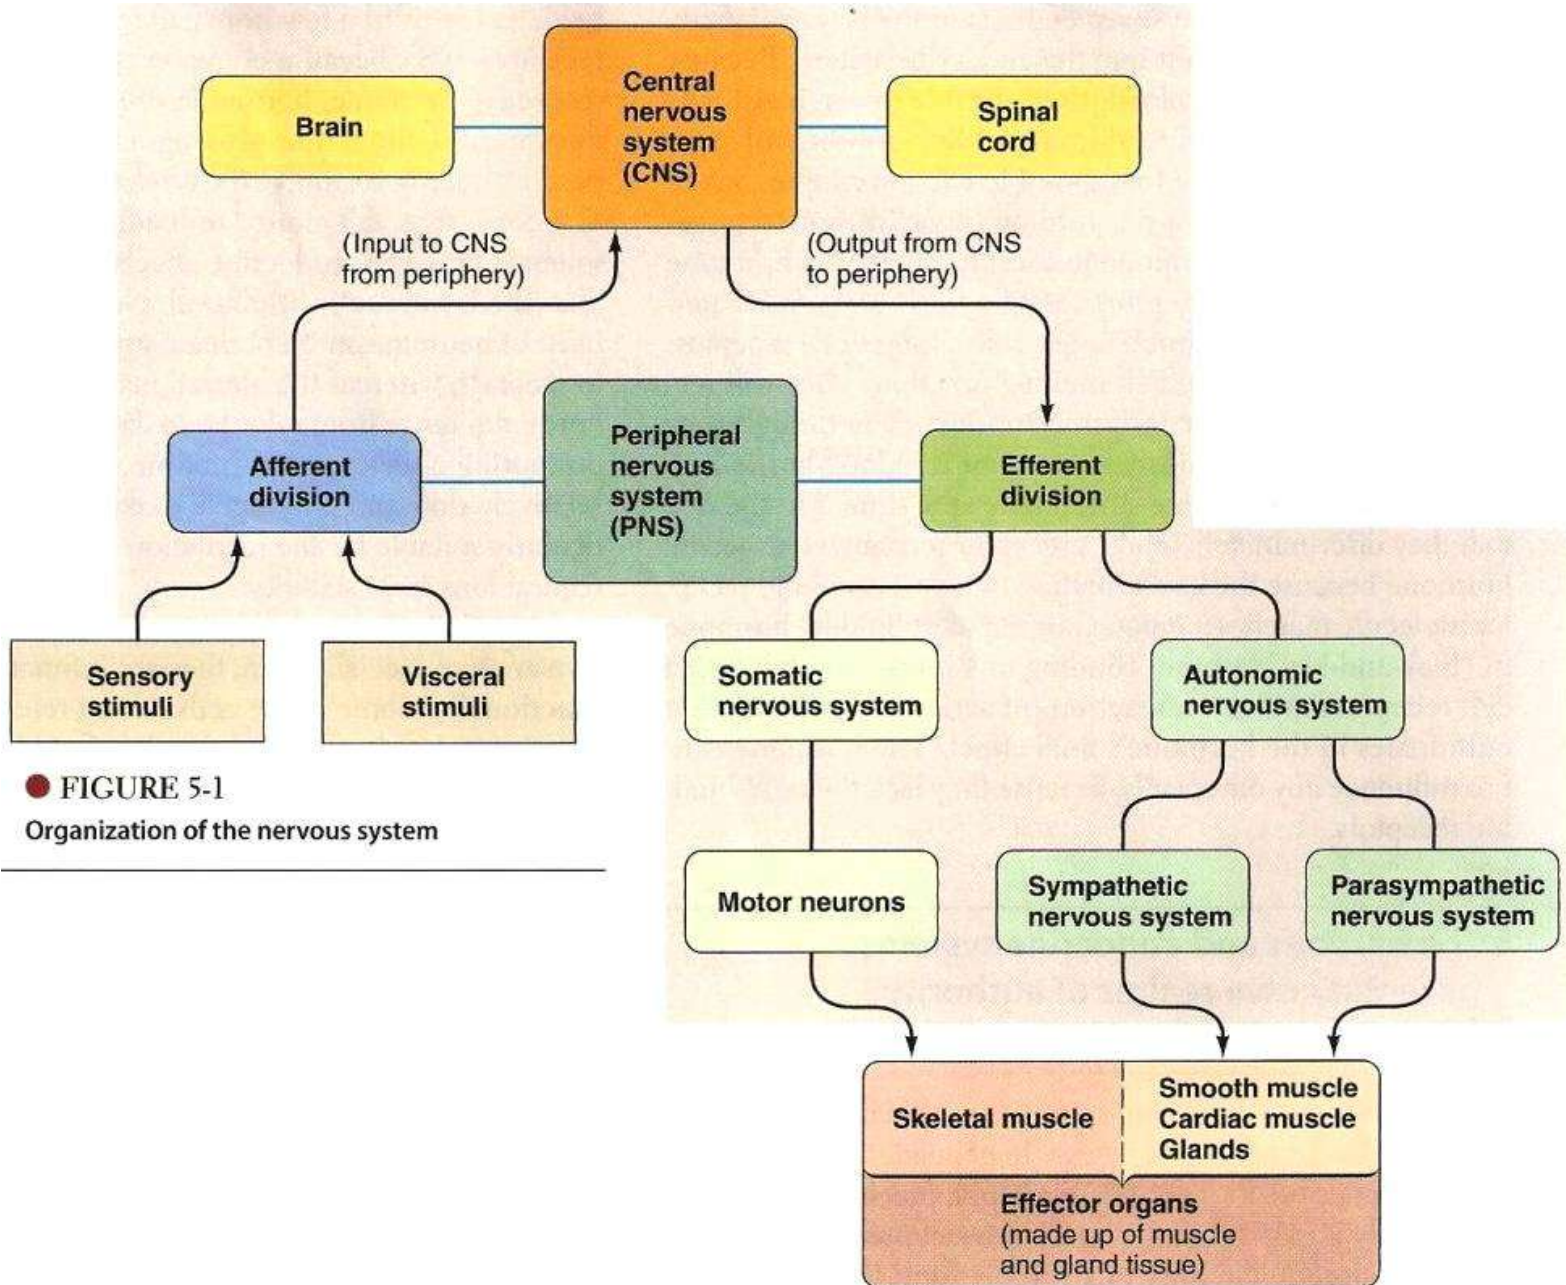 Central
nervous
system
(CNS)
Brain
Spinal
cord
(Input to CNS
from periphery)
(Output from CNS
to periphery)
Afferent
division
Peripheral
nervous
system
(PNS)
Efferent
division
Sensory
stimuli
Visceral
stimuli
Somatic
nervous system
Autonomic
nervous system
FIGURE 5-1
Organization of the nervous system
Motor neurons
Sympathetic
nervous system
Parasympathetic
nervous system
Skeletal muscle
Smooth muscle
Cardiac muscle
Glands
Effector organs
(made up of muscle
and gland tissue)